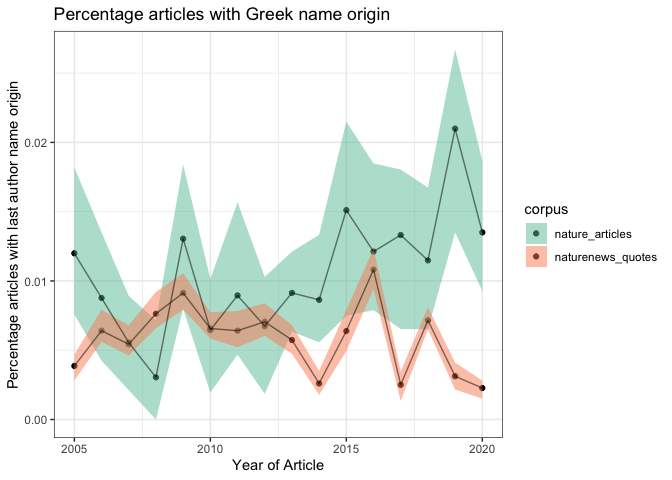 Percentage articles with Greek name origin
Percentage articles with last author name origin
0.02
0.01
0.00
2005
2010
2015
2020
Year of Article
corpus
nature_articles
naturenews_quotes